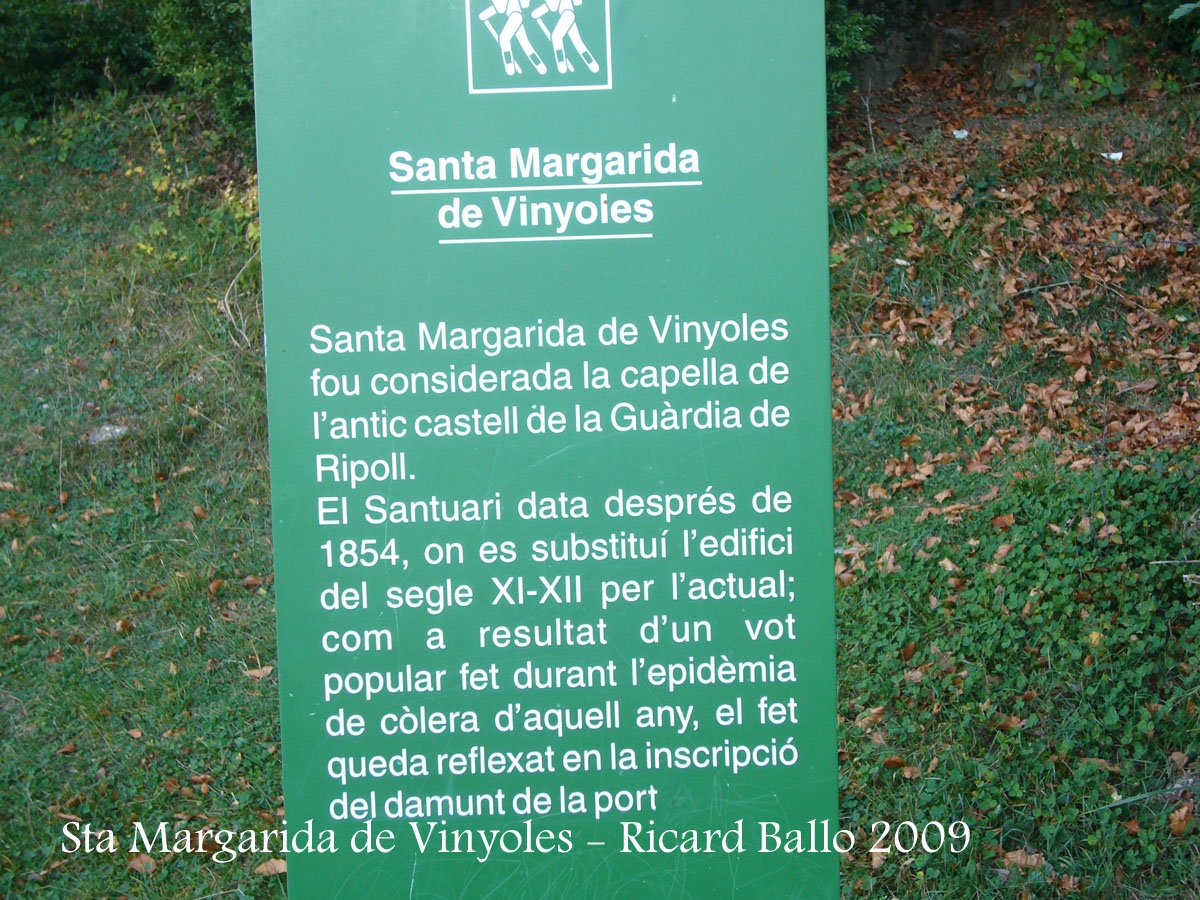 Santa Margarida
de Vinyoles
Santa Margarida de Vinyoles
fou considerada la capella de
l'antic castell de la Guàrdia de
Ripoll.
El Santuari data després de
1854, on es substituí l'edifici
del segle XI-XII per l'actual;
com a resultat d'un vot
popular fet durant l'epidèmia
de còlera d'aquell any, el fet
queda reflexat en la inscripció
del damunt de la port
Sta Margarida de Vinyoles - Ricard Ballo 2009